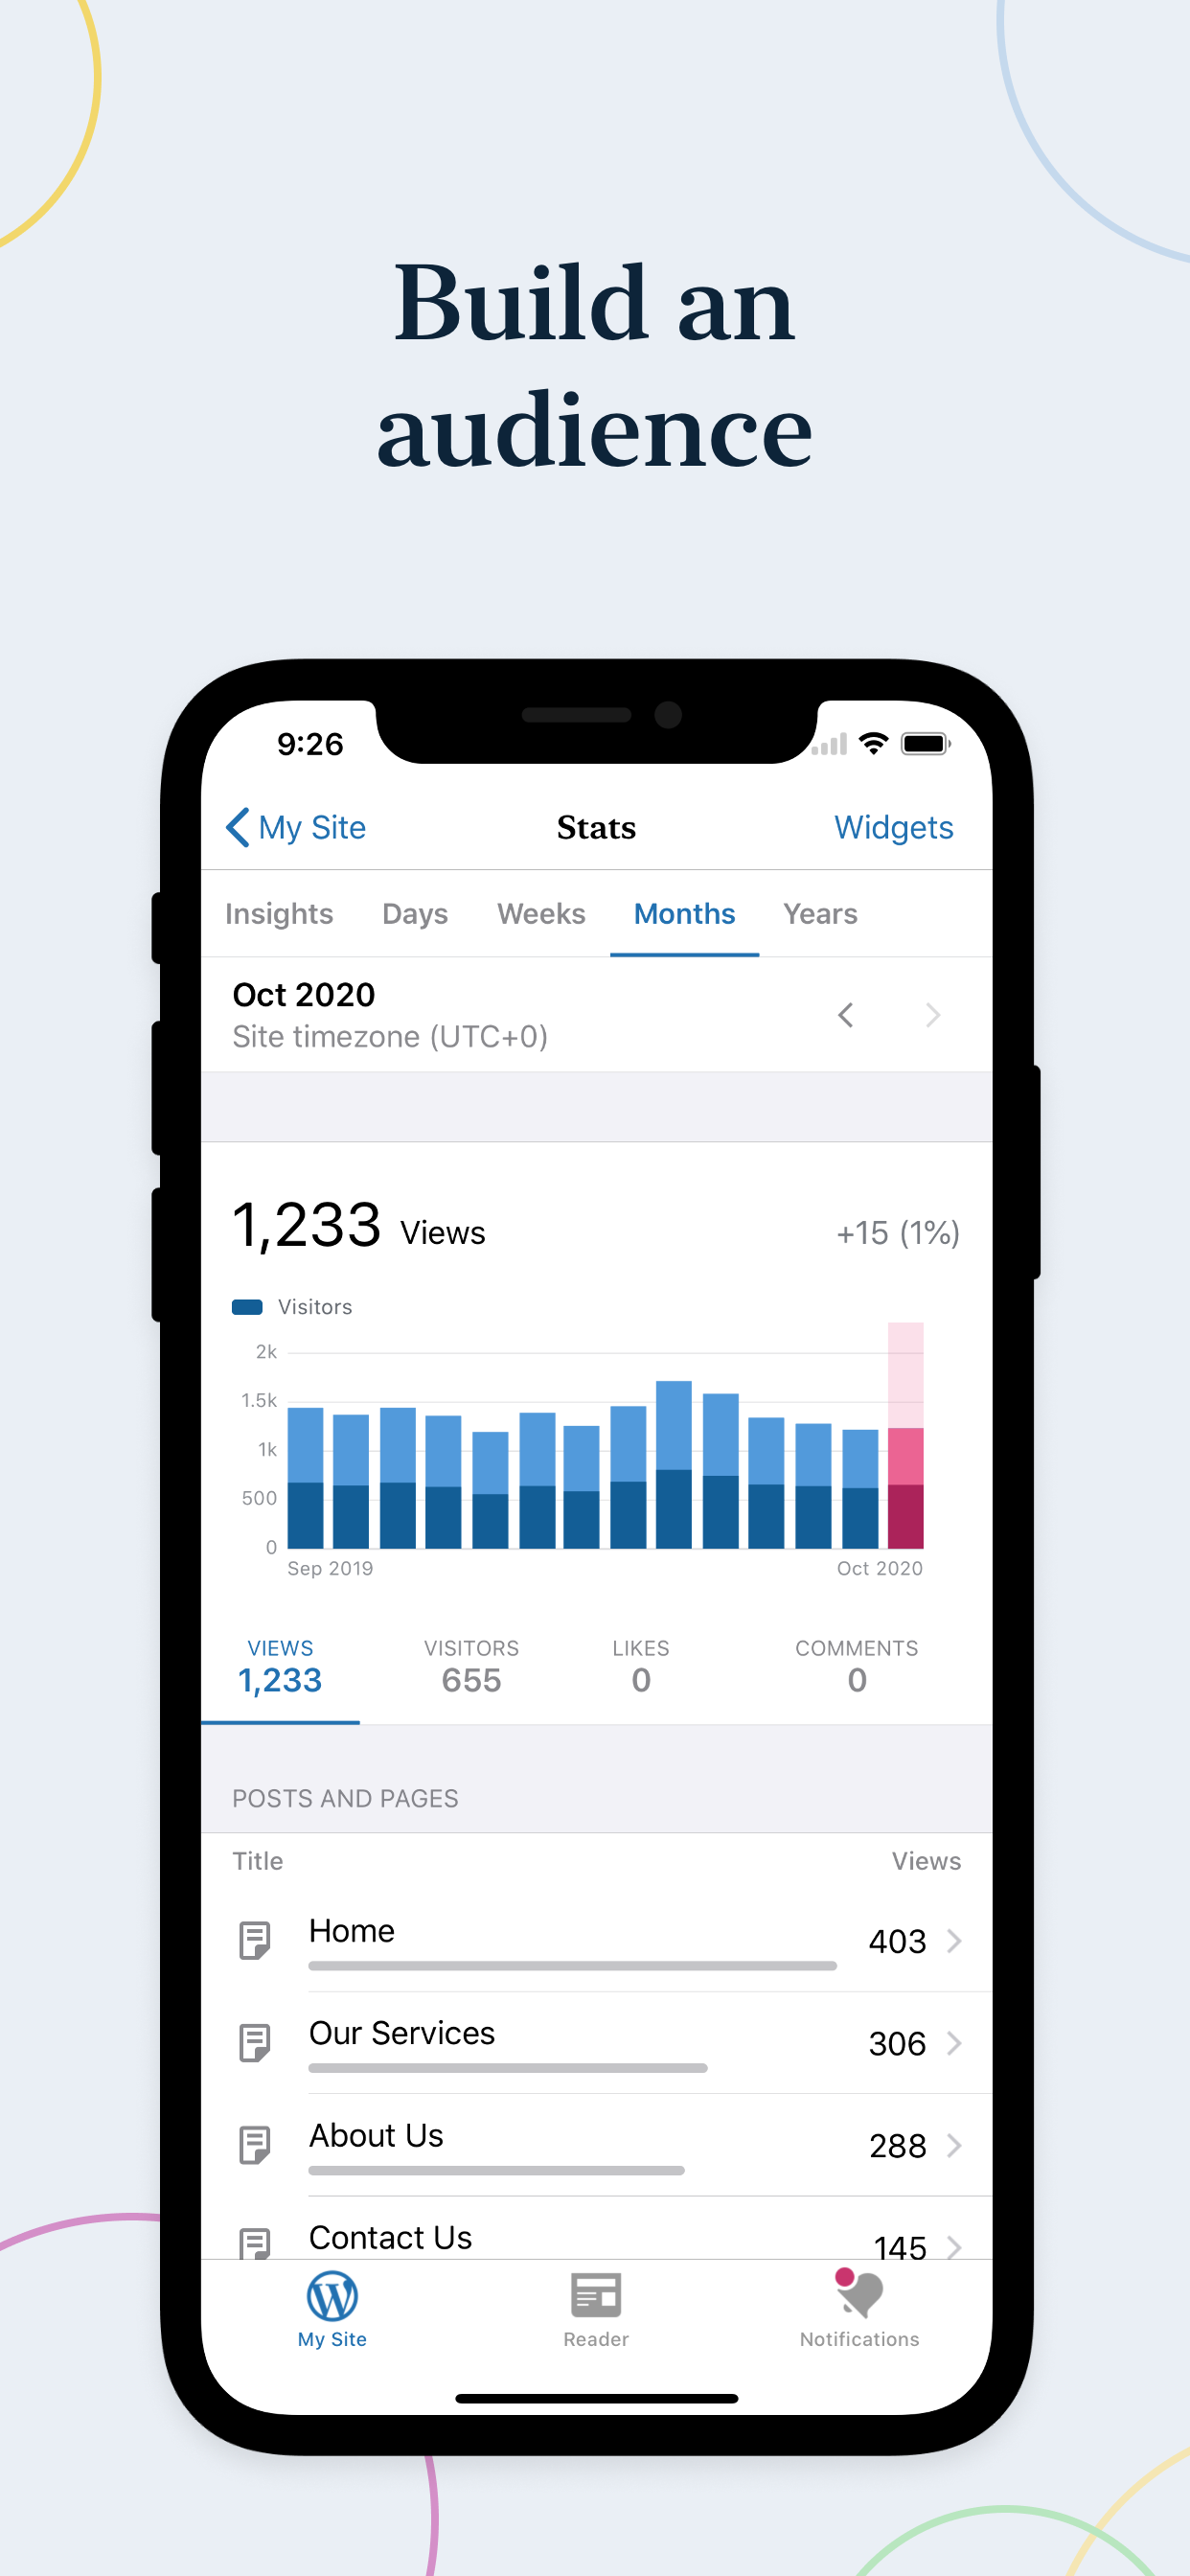 Build an
audience
9:26
My Site
Stats
Widgets
Insights Days Weeks Months Years
Oct 2020
Site timezone (UTC+0)
1,233 Views
+15 (1%)
Visitors
2k
1.5k
1k
500
0
Sep 2019
Oct 2020
VIEWS VISITORS LIKES COMMENTS
1,233 655 0 0
POSTS AND PAGES
Title Views
Home 403
Our Services 306
About Us 288
Contact Us 145
My Site Reader Notifications